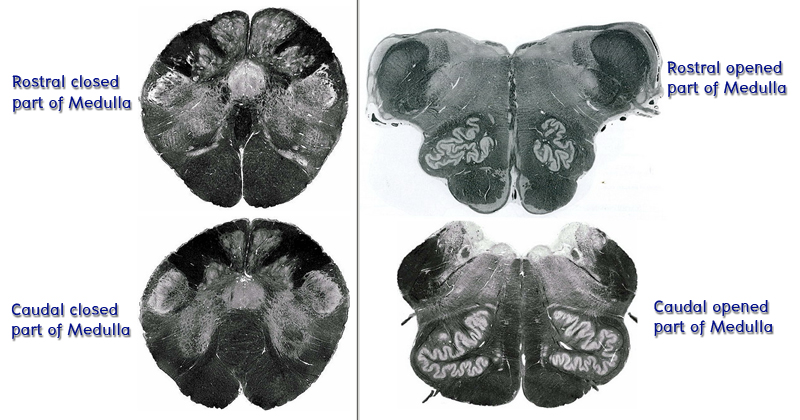 Rostral closed
part of Medulla
Rostral opened
part of Medulla
Caudal closed
part of Medulla
Caudal opened
part of Medulla